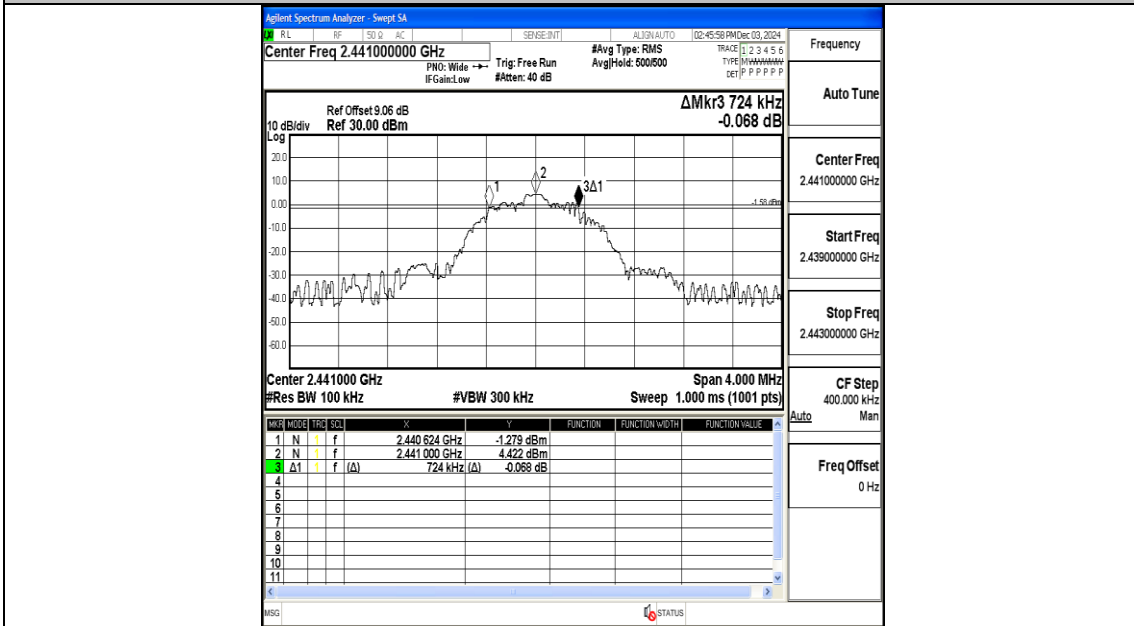 Agilent Spectrum Analyzer - Swept SA
RL RF 50 Ω AC SENSE:INT ALIGN AUTO 02:45:58 PM Dec 03, 2024
Center Freq 2.441000000 GHz
PNO: Wide
IFGain:Low
Trig: Free Run
#Atten: 40 dB
#Avg Type: RMS
Avg|Hold: 500/500
TRACE 1 2 3 4 5 6
TYPE MWWWWW
DET P P P P P P
Ref Offset 9.06 dB
10 dB/div Ref 30.00 dBm
Log
ΔMkr3 724 kHz
-0.068 dB
20.0
10.0
0.00
-10.0
-20.0
-30.0
-40.0
-50.0
-60.0
1
2
3Δ1
-1.58 dBm
Center 2.441000 GHz Span 4.000 MHz
#Res BW 100 kHz #VBW 300 kHz Sweep 1.000 ms (1001 pts)
MKR MODE TRC SCL X Y FUNCTION FUNCTION WIDTH FUNCTION VALUE
1 N 1 f 2.440 624 GHz -1.279 dBm
2 N 1 f 2.441 000 GHz 4.422 dBm
3 Δ1 1 f (Δ) 724 kHz (Δ) -0.068 dB
4
5
6
7
8
9
10
11
MSG STATUS
Frequency
Auto Tune
Center Freq
2.441000000 GHz
Start Freq
2.439000000 GHz
Stop Freq
2.443000000 GHz
CF Step
400.000 kHz
Auto Man
Freq Offset
0 Hz